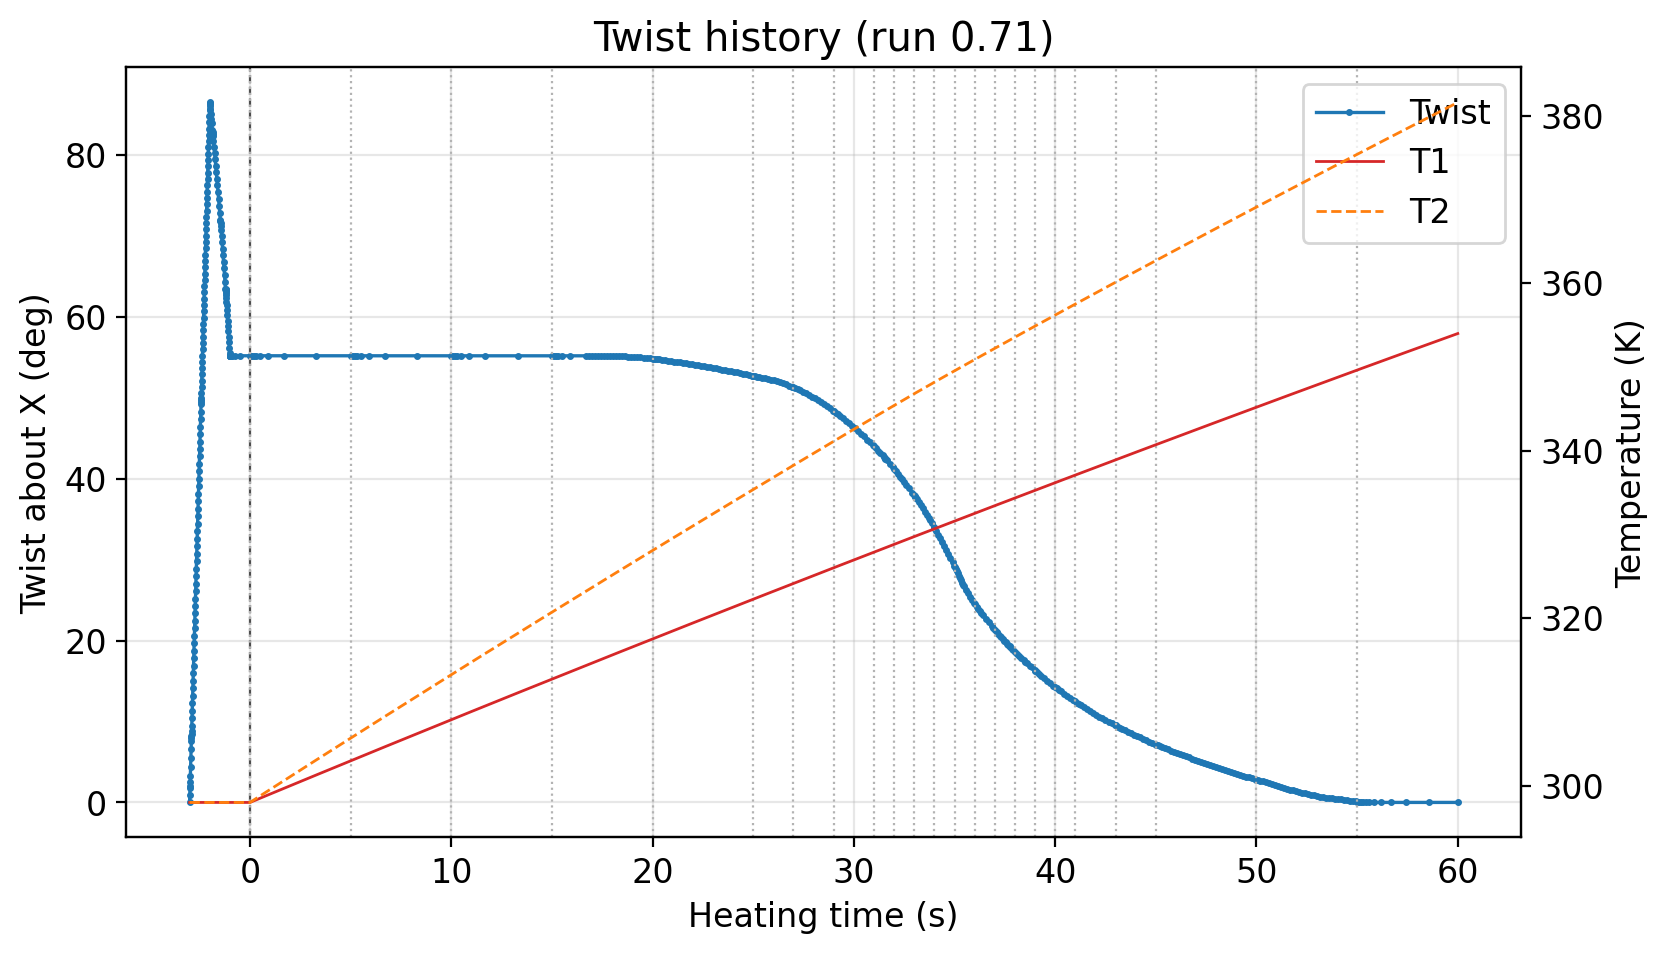 Twist history (run 0.71)
Twist
T1
T2
Twist about X (deg)
80
60
40
20
0
380
360
340
320
300
Temperature (K)
0 10 20 30 40 50 60
Heating time (s)